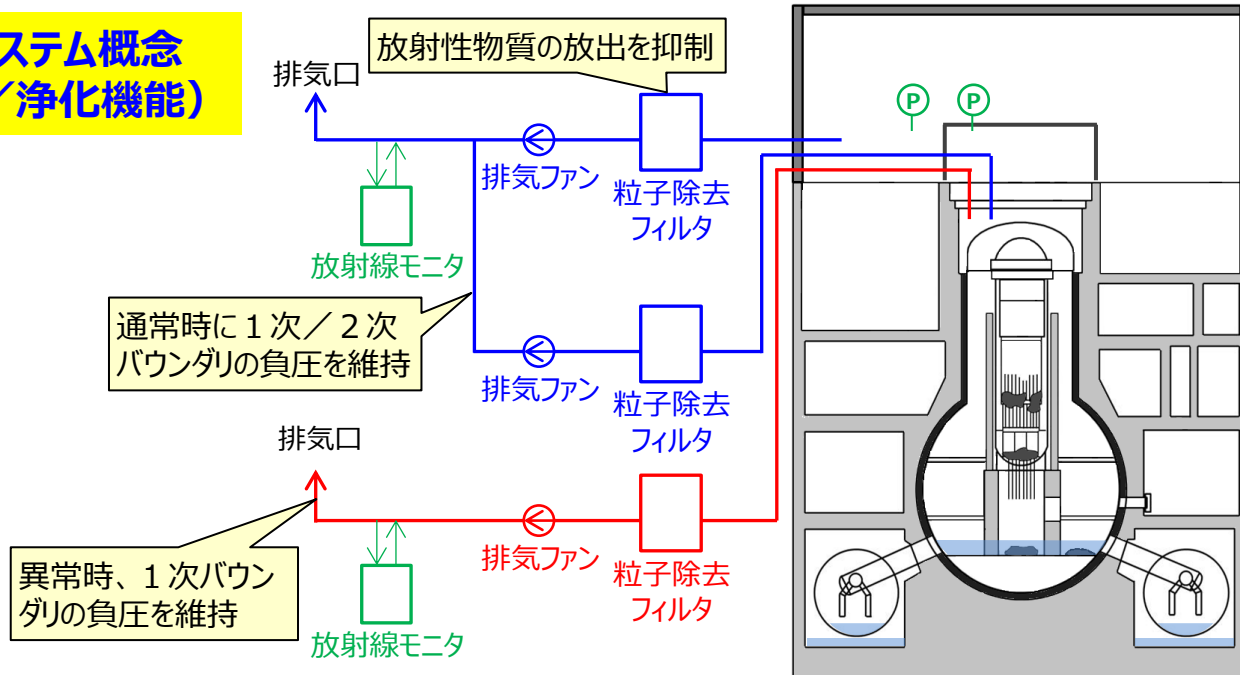 ステム概念
／浄化機能）
放射性物質の放出を抑制
排気口
P
P
排気ファン
粒子除去
フィルタ
放射線モニタ
通常時に１次／２次
バウンダリの負圧を維持
排気ファン
粒子除去
フィルタ
排気口
排気ファン
粒子除去
フィルタ
異常時、１次バウン
ダリの負圧を維持
放射線モニタ